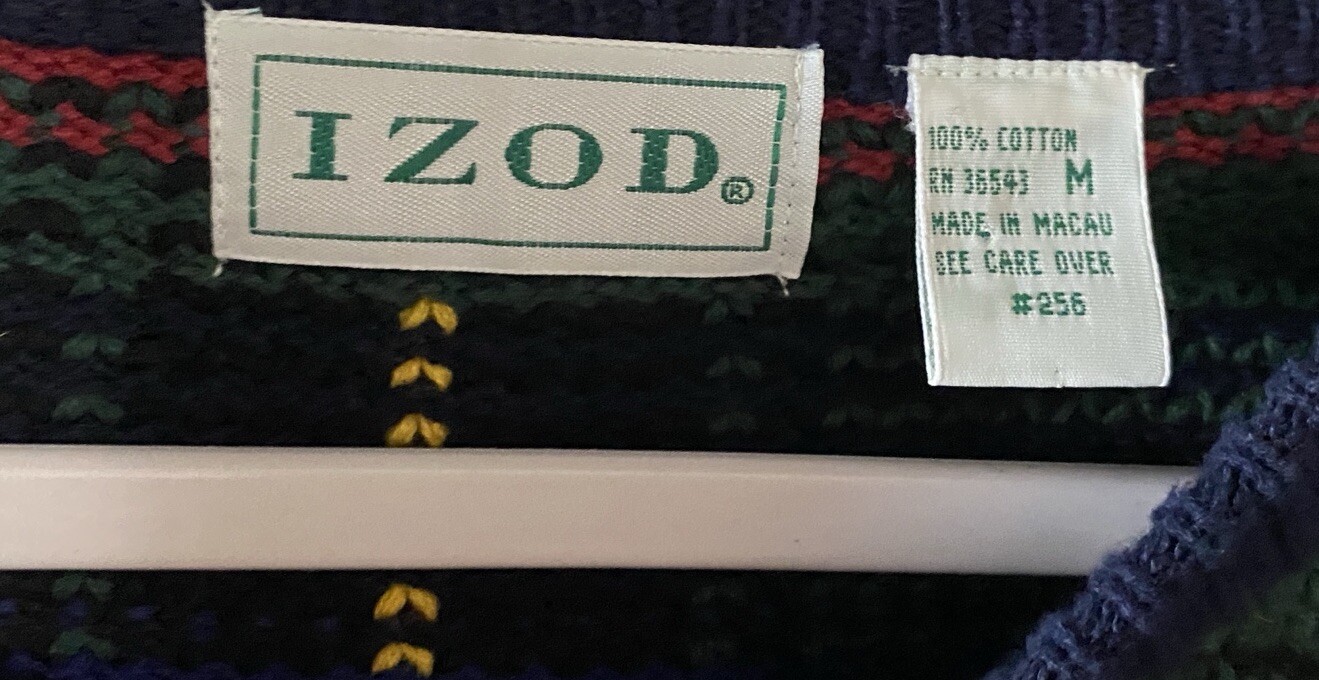 IZOD®
100% COTTON
RN 36543 M
MADE IN MACAU
SEE CARE OVER
#256